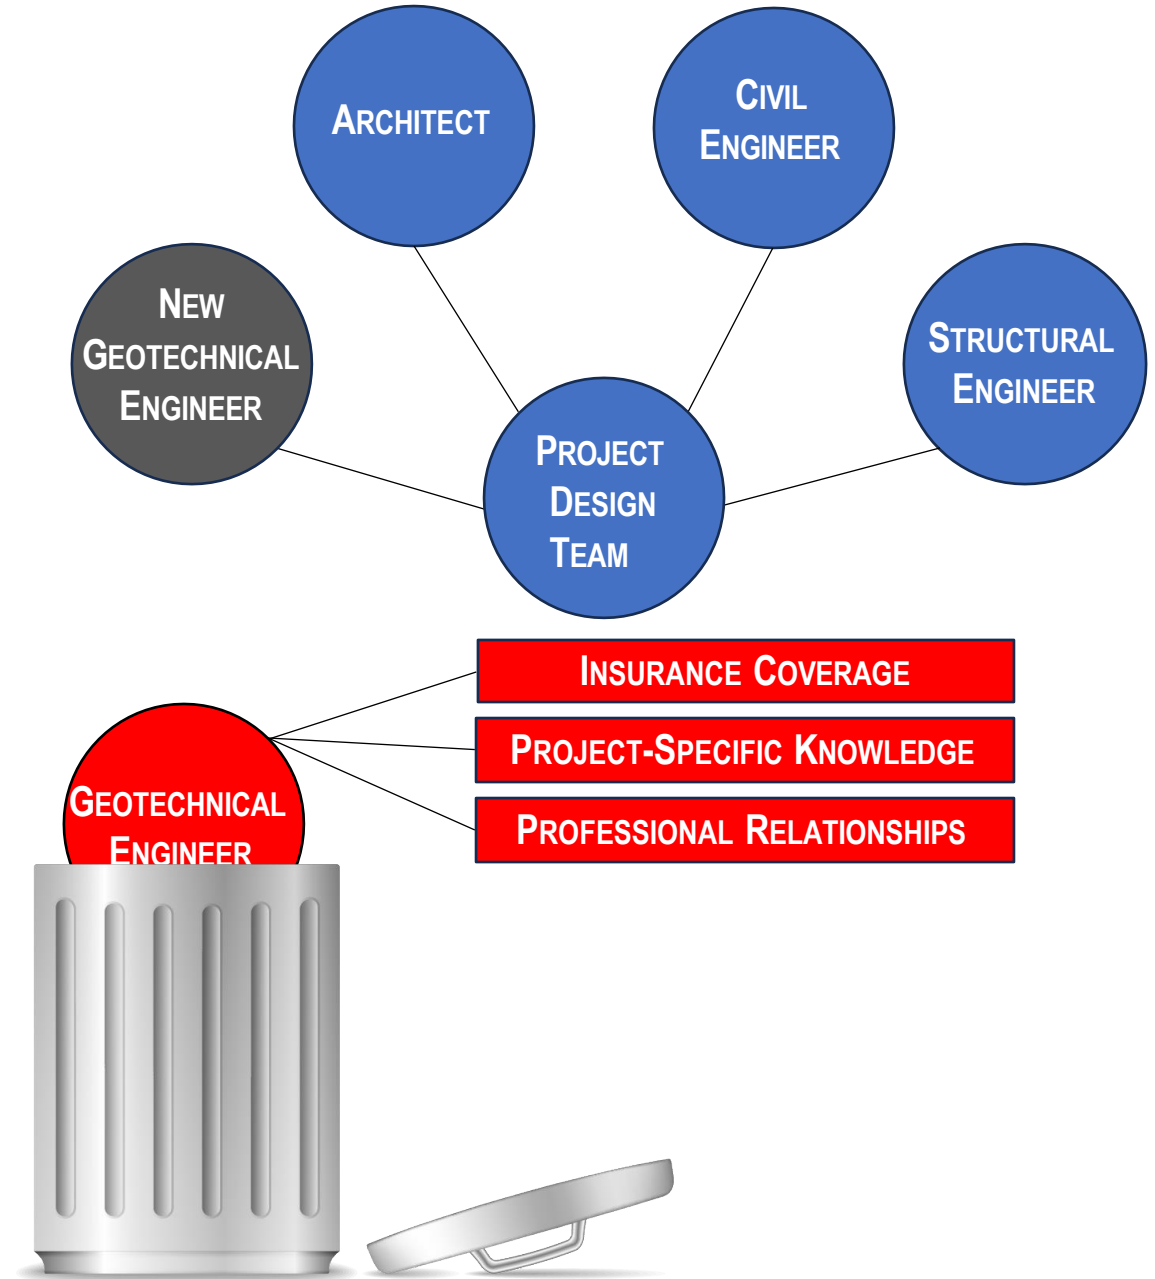 ARCHITECT
CIVIL
ENGINEER
NEW
GEOTECHNICAL
ENGINEER
STRUCTURAL
ENGINEER
PROJECT
DESIGN
TEAM
INSURANCE COVERAGE
PROJECT-SPECIFIC KNOWLEDGE
PROFESSIONAL RELATIONSHIPS
GEOTECHNICAL
ENGINEER